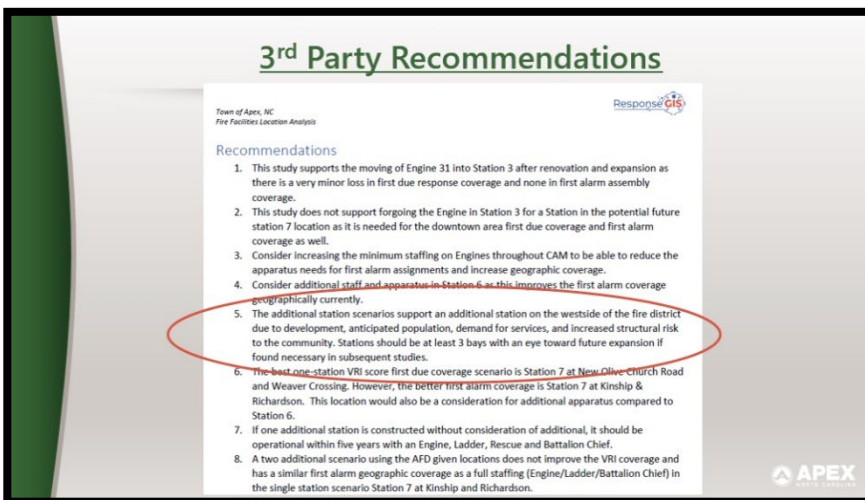 3rd Party Recommendations
Town of Apex, NC
Fire Facilities Location Analysis
ResponseGIS
Recommendations
1. This study supports the moving of Engine 31 into Station 3 after renovation and expansion as
there is a very minor loss in first due response coverage and none in first alarm assembly
coverage.
2. This study does not support forgoing the Engine in Station 3 for a Station in the potential future
station 7 location as it is needed for the downtown area first due coverage and first alarm
coverage as well.
3. Consider increasing the minimum staffing on Engines throughout CAM to be able to reduce the
apparatus needs for first alarm assignments and increase geographic coverage.
4. Consider additional staff and apparatus in Station 6 as this improves the first alarm coverage
geographically currently.
5. The additional station scenarios support an additional station on the westside of the fire district
due to development, anticipated population, demand for services, and increased structural risk
to the community. Stations should be at least 3 bays with an eye toward future expansion if
found necessary in subsequent studies.
6. The best one-station VRI score first due coverage scenario is Station 7 at New Olive Church Road
and Weaver Crossing. However, the better first alarm coverage is Station 7 at Kinship &
Richardson. This location would also be a consideration for additional apparatus compared to
Station 6.
7. If one additional station is constructed without consideration of additional, it should be
operational within five years with an Engine, Ladder, Rescue and Battalion Chief.
8. A two additional scenario using the AFD given locations does not improve the VRI coverage and
has a similar first alarm geographic coverage as a full staffing (Engine/Ladder/Battalion Chief) in
the single station scenario Station 7 at Kinship and Richardson.
APEX
NORTH CAROLINA